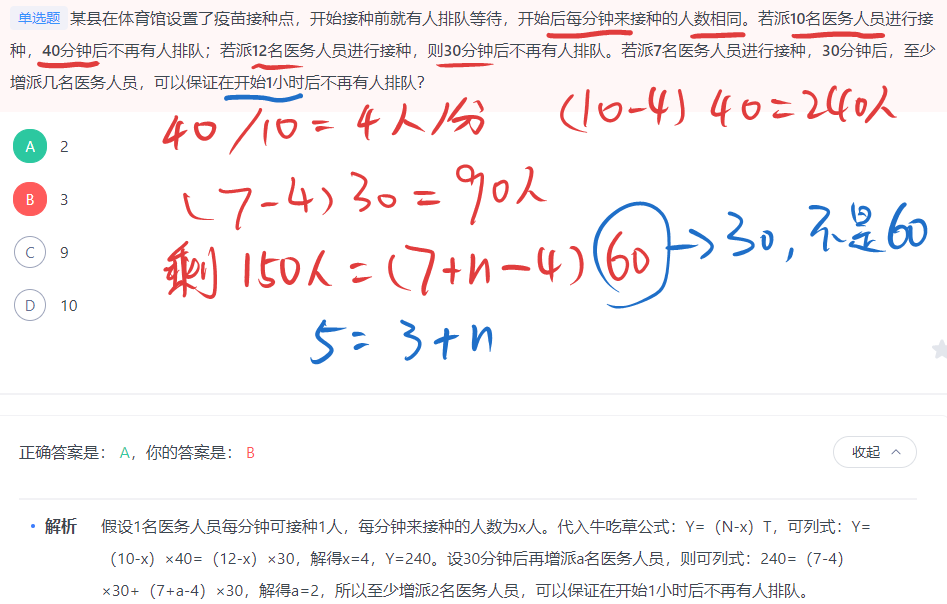 单选题 某县在体育馆设置了疫苗接种点，开始接种前就有人排队等待，开始后每分钟来接种的人数相同。若派10名医务人员进行接
种，40分钟后不再有人排队；若派12名医务人员进行接种，则30分钟后不再有人排队。若派7名医务人员进行接种，30分钟后，至少
增派几名医务人员，可以保证在开始1小时后不再有人排队？
40/10=4人/分 (10-4)40=240人
A 2
(7-4)30=90人
B 3
→30,不是60
C 9
剩150人=(7+n-4)60
D 10
5=3+n
正确答案是： A，你的答案是： B
收起
解析 假设1名医务人员每分钟可接种1人，每分钟来接种的人数为x人。代入牛吃草公式：Y=（N-x）T，可列式：Y=
（10-x）×40=（12-x）×30，解得x=4，Y=240。设30分钟后再增派a名医务人员，则可列式：240=（7-4）
×30+（7+a-4）×30，解得a=2，所以至少增派2名医务人员，可以保证在开始1小时后不再有人排队。